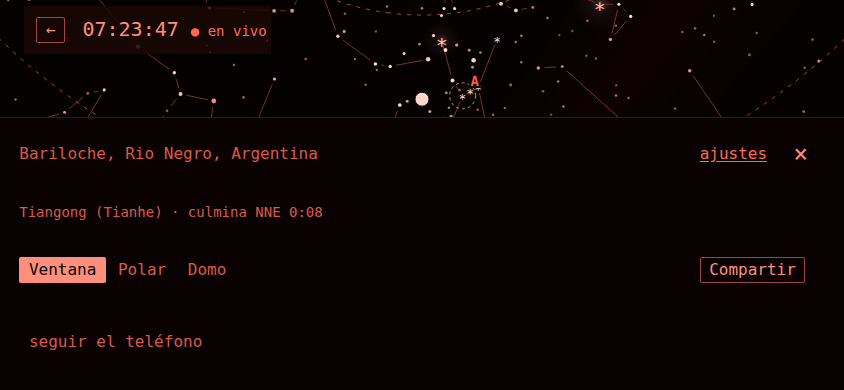 ← 07:23:47 ● en vivo
A
Bariloche, Rio Negro, Argentina ajustes ×
Tiangong (Tianhe) · culmina NNE 0:08
Ventana Polar Domo Compartir
seguir el teléfono